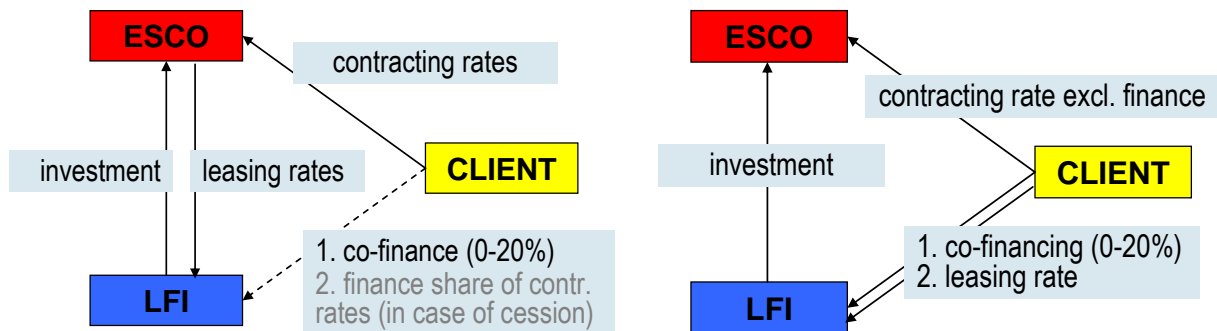 ESCO
contracting rates
investment
leasing rates
CLIENT
1. co-finance (0-20%)
2. finance share of contr.
rates (in case of cession)
LFI
ESCO
contracting rate excl. finance
investment
CLIENT
1. co-financing (0-20%)
2. leasing rate
LFI